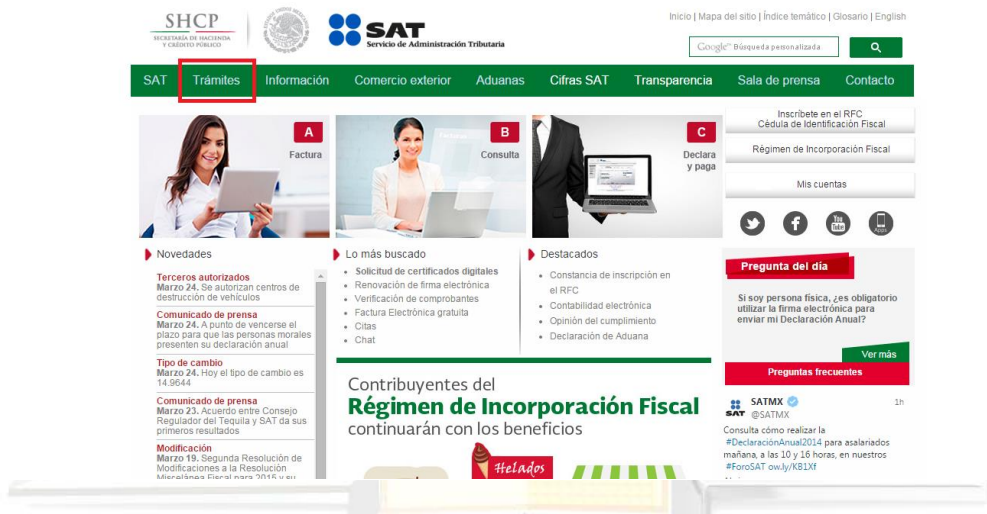 SHCP
SECRETARÍA DE HACIENDA
Y CRÉDITO PÚBLICO
SAT
Servicio de Administración Tributaria
Inicio | Mapa del sitio | Índice temático | Glosario | English
Google™ Búsqueda personalizada
SAT Trámites Información Comercio exterior Aduanas Cifras SAT Transparencia Sala de prensa Contacto
A
Factura
B
Consulta
C
Declara
y paga
Inscríbete en el RFC
Cédula de Identificación Fiscal
Régimen de Incorporación Fiscal
Mis cuentas
You
Tube
Apps
Novedades
Terceros autorizados
Marzo 24. Se autorizan centros de
destrucción de vehículos
Comunicado de prensa
Marzo 24. A punto de vencerse el
plazo para que las personas morales
presenten su declaración anual
Tipo de cambio
Marzo 24. Hoy el tipo de cambio es
14.9644
Comunicado de prensa
Marzo 23. Acuerdo entre Consejo
Regulador del Tequila y SAT da sus
primeros resultados
Modificación
Marzo 19. Segunda Resolución de
Modificaciones a la Resolución
Miscelánea Fiscal para 2015 y su
Lo más buscado
Solicitud de certificados digitales
Renovación de firma electrónica
Verificación de comprobantes
Factura Electrónica gratuita
Citas
Chat
Destacados
Constancia de inscripción en
el RFC
Contabilidad electrónica
Opinión del cumplimiento
Declaración de Aduana
Contribuyentes del
Régimen de Incorporación Fiscal
continuarán con los beneficios
Helados
Pregunta del día
Si soy persona física, ¿es obligatorio
utilizar la firma electrónica para
enviar mi Declaración
Anual?
Ver más
Preguntas frecuentes
SATMX 1h
SAT @SATMX
Consulta cómo realizar la
#DeclaraciónAnual2014 para asalariados
mañana, a las 10 y 16 horas, en nuestros
#ForoSAT ow.ly/KB1Xf